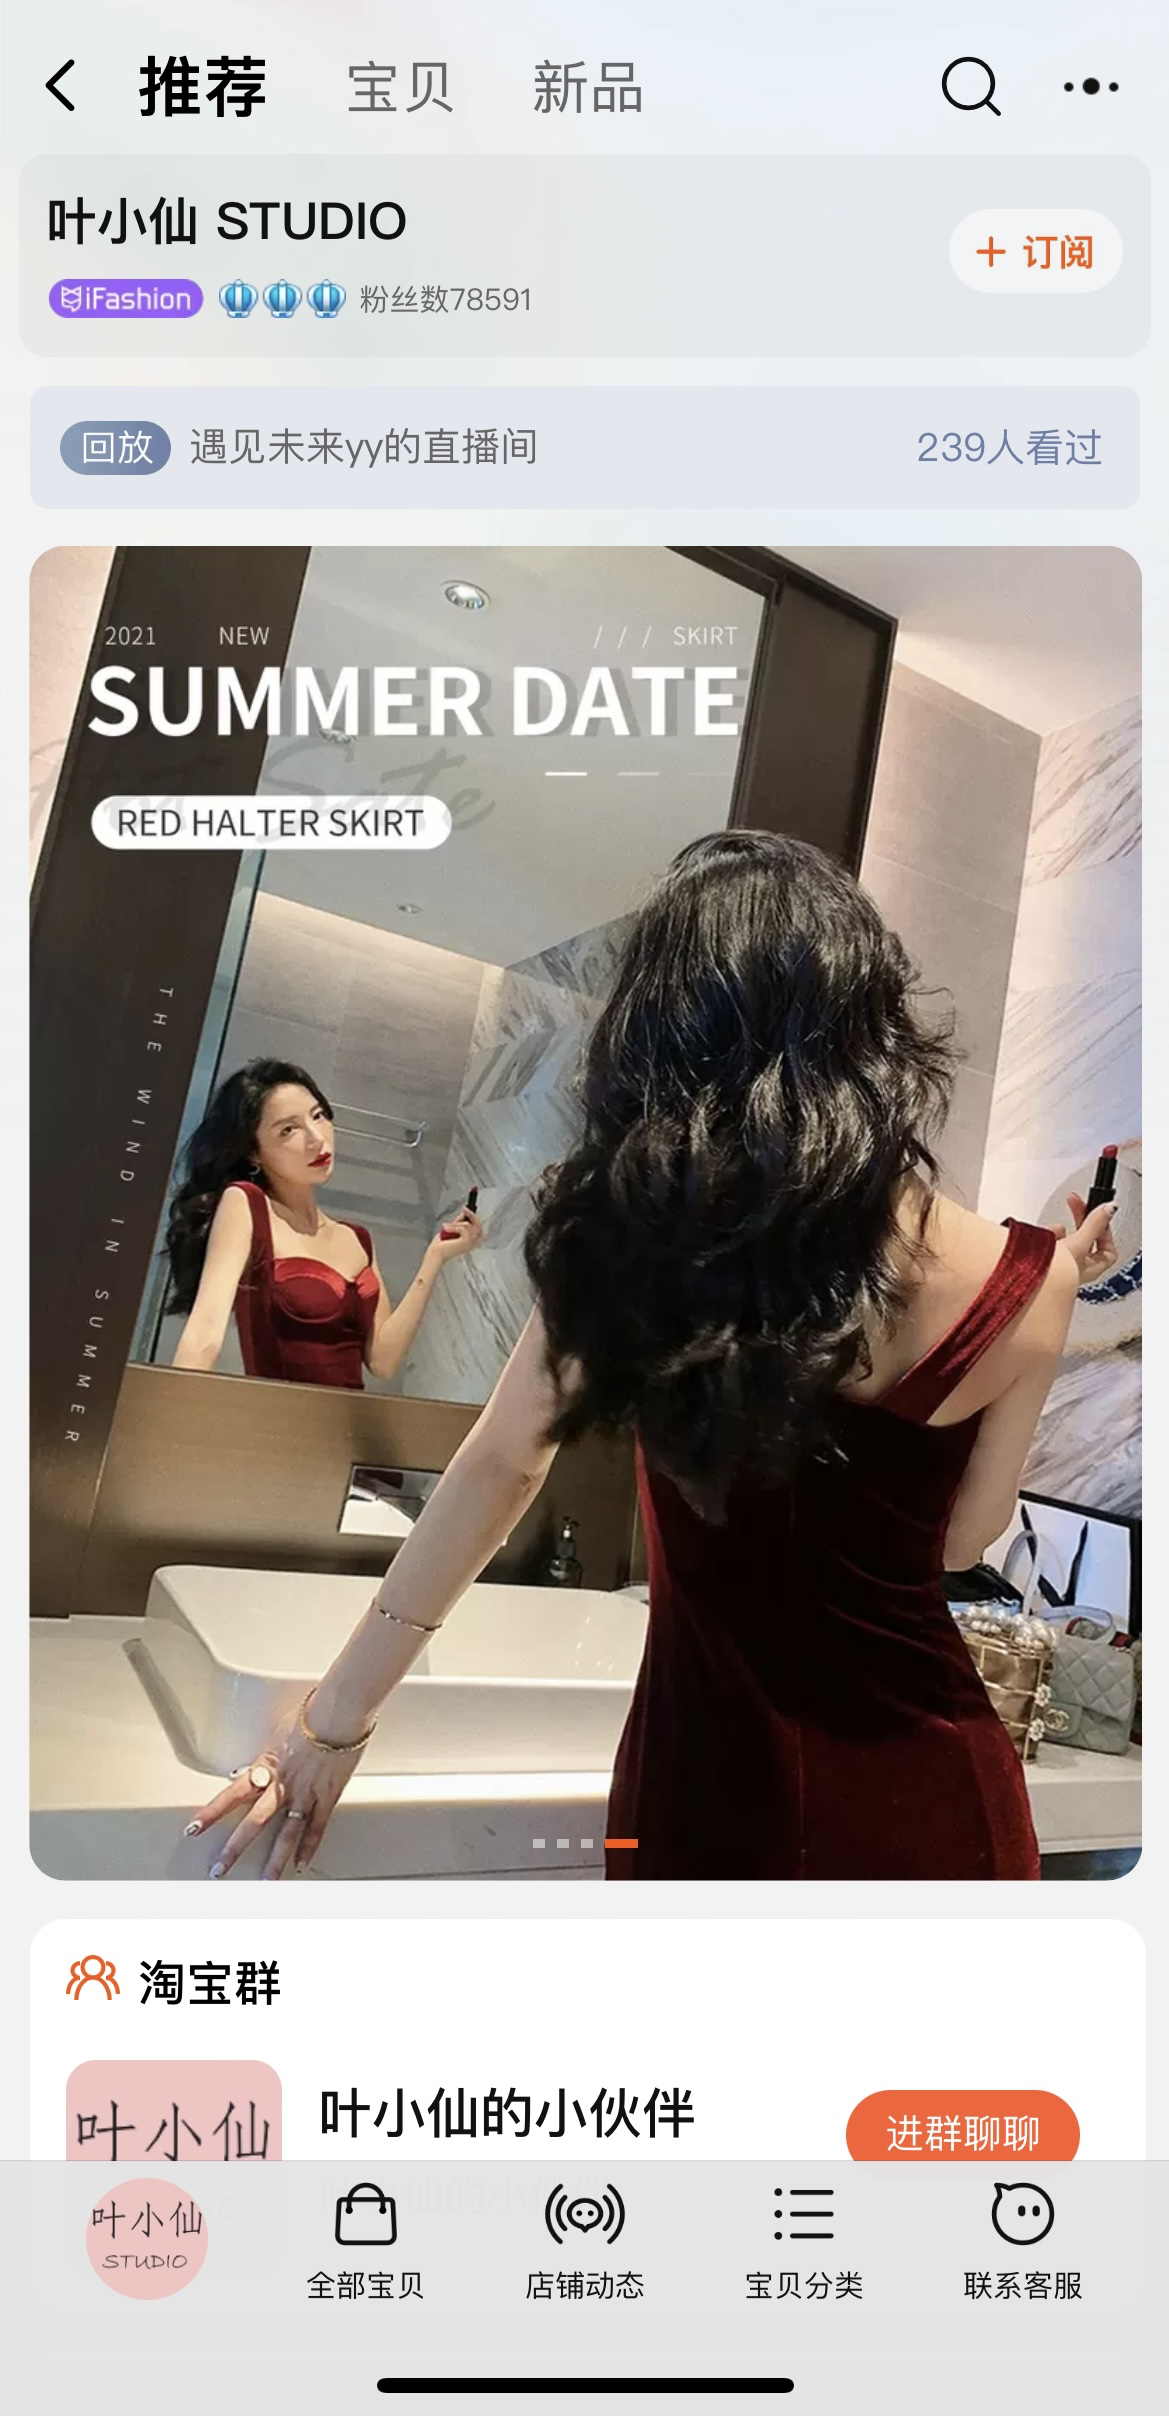 推荐 宝贝 新品
叶小仙 STUDIO
+ 订阅
iFashion 粉丝数78591
回放 遇见未来yy的直播间 239人看过
2021 NEW / / / SKIRT
SUMMER DATE
RED HALTER SKIRT
THE WIND IN SUMMER
淘宝群
叶小仙
叶小仙的小伙伴
进群聊聊
叶小仙
STUDIO
全部宝贝 店铺动态 宝贝分类 联系客服